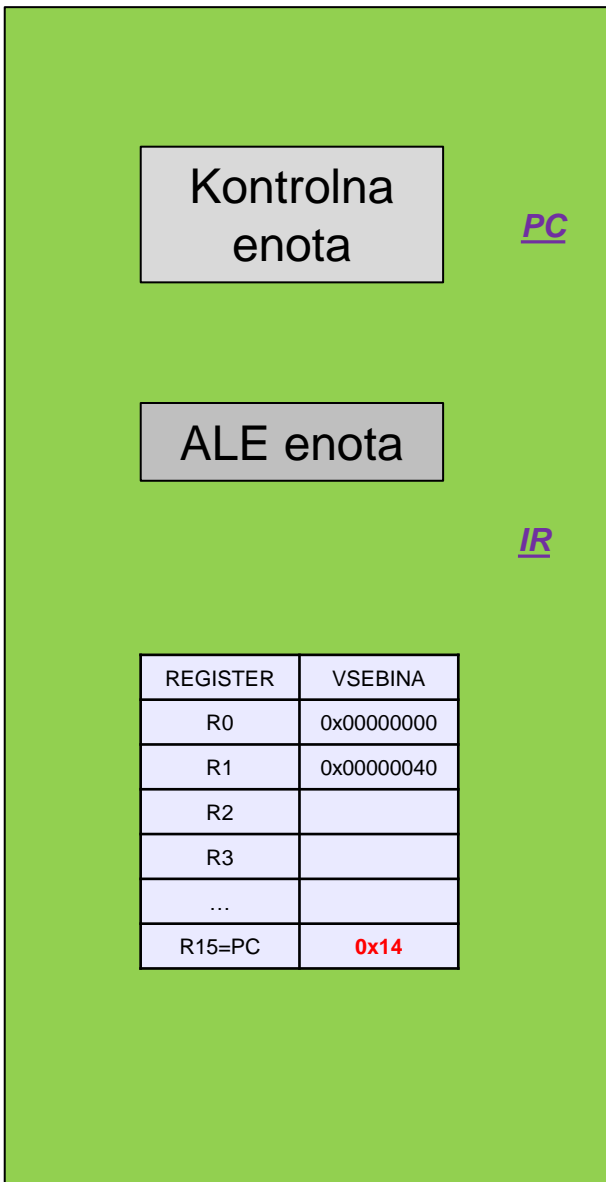 Kontrolna
enota
PC
ALE enota
IR
REGISTER VSEBINA
R0 0x00000000
R1 0x00000040
R2
R3
…
R15=PC 0x14